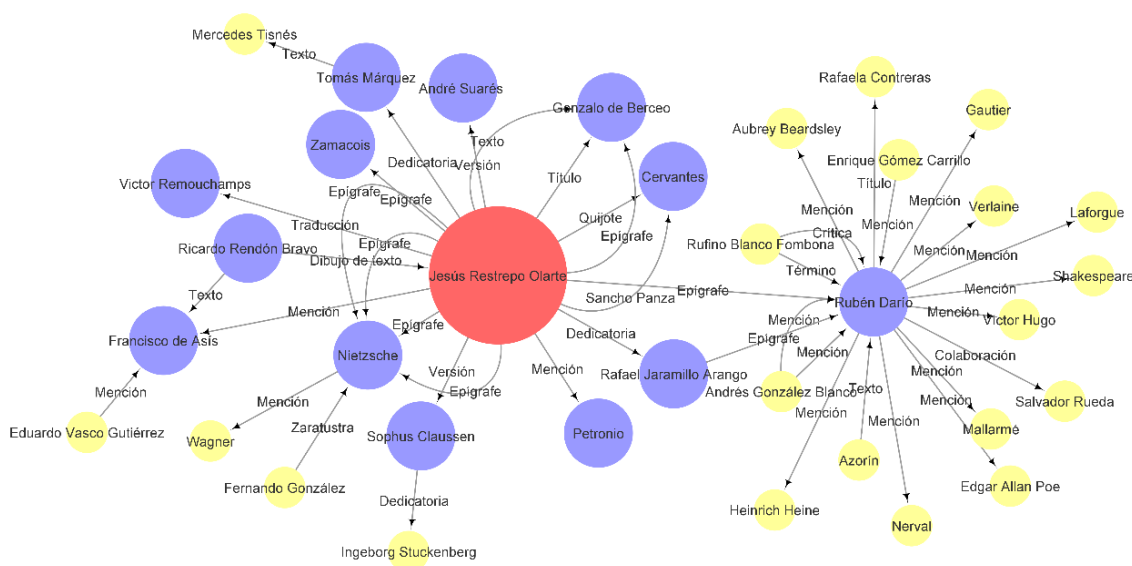 Mercedes Tisnés
Texto
Tomás Márquez
André Suarés
Gonzalo de Berceo
Rafaela Contreras
Gautier
Aubrey Beardsley
Zamacois
Dedicatoria
Texto
Versión
Enrique Gómez Carrillo
Título
Victor Remouchamps
Epígrafe
Epígrafe
Título
Cervantes
Mención
Mención
Verlaine
Laforgue
Traducción
Quijote
Epígrafe
Crítica
Rufino Blanco Fombona
Mención
Mención
Ricardo Rendón Bravo
Epígrafe
Dibujo de texto
Jesús Restrepo Olarte
Término
Mención
Shakespeare
Texto
Mención
Sancho Panza
Epígrafe
Rubén Darío
Mención
Victor Hugo
Francisco de Asís
Nietzsche
Epígrafe
Dedicatoria
Mención
Epígrafe
Mención
Colaboración
Mención
Versión
Mención
Rafael Jaramillo Arango
Mención
Epígrafe
Andrés González Blanco
Texto
Mención
Salvador Rueda
Eduardo Vasco Gutiérrez
Mención
Wagner
Zaratustra
Sophus Claussen
Petronio
Mención
Mención
Mallarmé
Azorín
Fernando González
Edgar Allan Poe
Dedicatoria
Heinrich Heine
Nerval
Ingeborg Stuckenberg